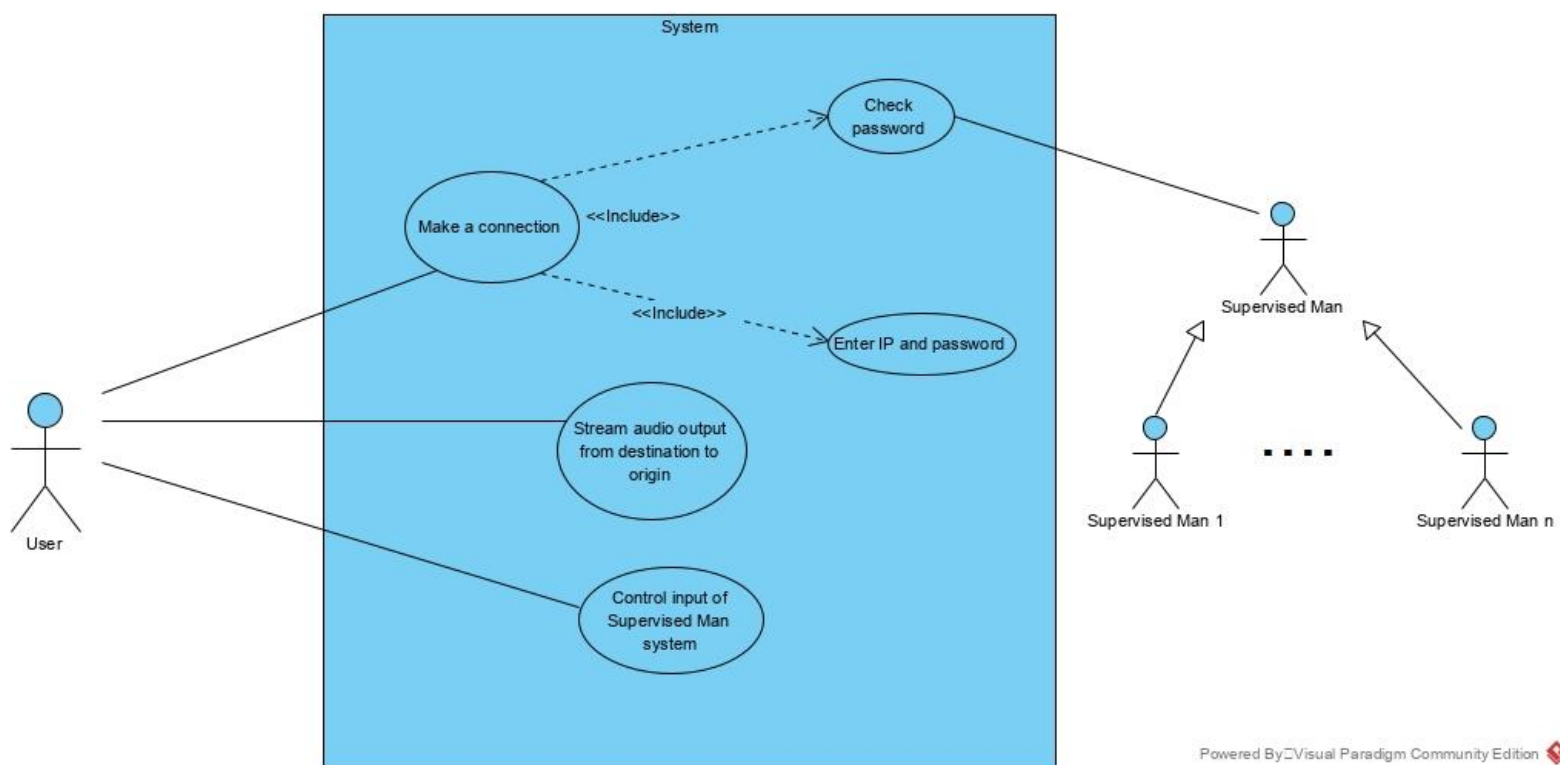 System
Check
password
Make a connection
<<Include>>
Supervised Man
<<Include>>
Enter IP and password
Stream audio output
from destination to
origin
Supervised Man 1
....
Supervised Man n
User
Control input of
Supervised Man
system
Powered By Visual Paradigm Community Edition